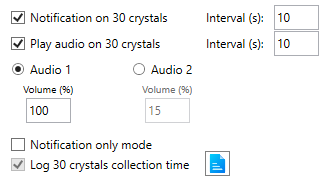 Notification on 30 crystals Interval (s): 10
Play audio on 30 crystals Interval (s): 10
Audio 1 Audio 2
Volume (%) Volume (%)
100 15
Notification only mode
Log 30 crystals collection time